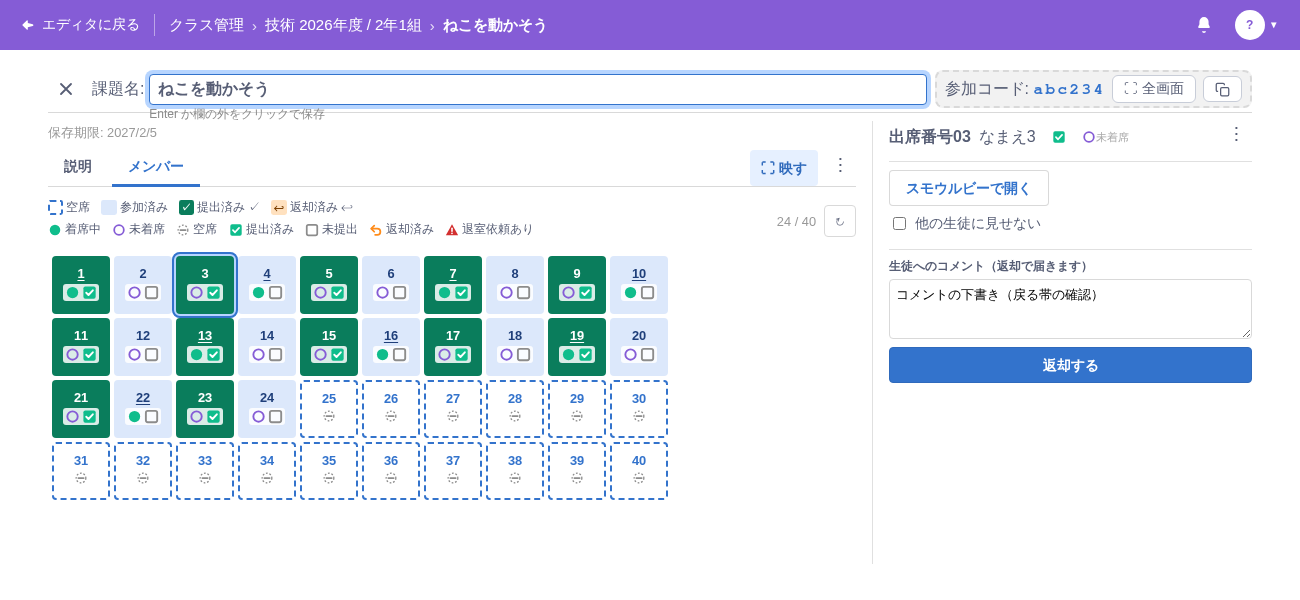 エディタに戻る クラス管理 › 技術 2026年度 / 2年1組 › ねこを動かそう ? ▼
課題名: ねこを動かそう 参加コード: abc234 全画面
Enter か欄の外をクリックで保存
保存期限: 2027/2/5
説明 メンバー 映す
空席 参加済み 提出済み ✓ 返却済み ↩
着席中 未着席 空席 提出済み 未提出 返却済み 退室依頼あり
24 / 40
1 2 3 4 5 6 7 8 9 10
11 12 13 14 15 16 17 18 19 20
21 22 23 24 25 26 27 28 29 30
31 32 33 34 35 36 37 38 39 40
出席番号03 なまえ3 未着席
スモウルビーで開く
他の生徒に見せない
生徒へのコメント（返却で届きます）
コメントの下書き（戻る帯の確認）
返却する